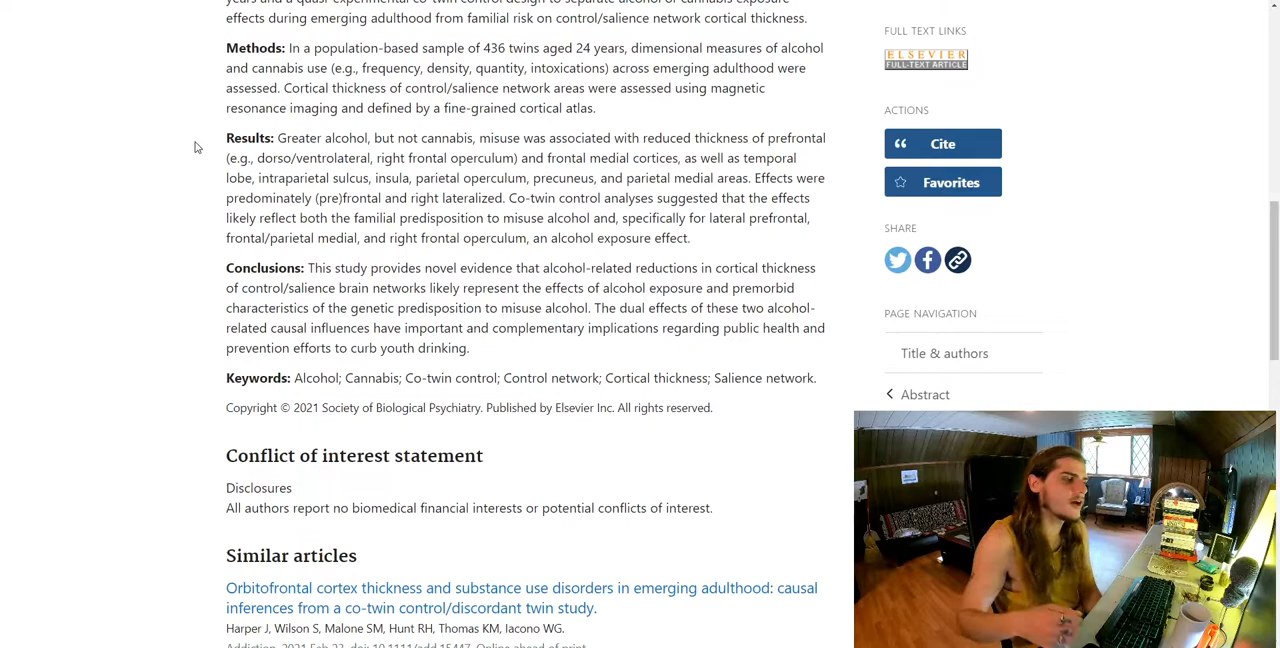 years and a quasi-experimental co-twin control design to separate alcohol or cannabis exposure
effects during emerging adulthood from familial risk on control/salience network cortical thickness.
Methods: In a population-based sample of 436 twins aged 24 years, dimensional measures of alcohol
and cannabis use (e.g., frequency, density, quantity, intoxications) across emerging adulthood were
assessed. Cortical thickness of control/salience network areas were assessed using magnetic
resonance imaging and defined by a fine-grained cortical atlas.
Results: Greater alcohol, but not cannabis, misuse was associated with reduced thickness of prefrontal
(e.g., dorso/ventrolateral, right frontal operculum) and frontal medial cortices, as well as temporal
lobe, intraparietal sulcus, insula, parietal operculum, precuneus, and parietal medial areas. Effects were
predominately (pre)frontal and right lateralized. Co-twin control analyses suggested that the effects
likely reflect both the familial predisposition to misuse alcohol and, specifically for lateral prefrontal,
frontal/parietal medial, and right frontal operculum, an alcohol exposure effect.
Conclusions: This study provides novel evidence that alcohol-related reductions in cortical thickness
of control/salience brain networks likely represent the effects of alcohol exposure and premorbid
characteristics of the genetic predisposition to misuse alcohol. The dual effects of these two alcohol-
related causal influences have important and complementary implications regarding public health and
prevention efforts to curb youth drinking.
Keywords: Alcohol; Cannabis; Co-twin control; Control network; Cortical thickness; Salience network.
Copyright © 2021 Society of Biological Psychiatry. Published by Elsevier Inc. All rights reserved.
Conflict of interest statement
Disclosures
All authors report no biomedical financial interests or potential conflicts of interest.
Similar articles
Orbitofrontal cortex thickness and substance use disorders in emerging adulthood: causal
inferences from a co-twin control/discordant twin study.
Harper J, Wilson S, Malone SM, Hunt RH, Thomas KM, Iacono WG.
Addiction. 2021 Feb 23. doi: 10.1111/add.15447. Online ahead of print.
FULL TEXT LINKS
ELSEVIER
FULL-TEXT ARTICLE
ACTIONS
Cite
Favorites
SHARE
PAGE NAVIGATION
Title & authors
Abstract